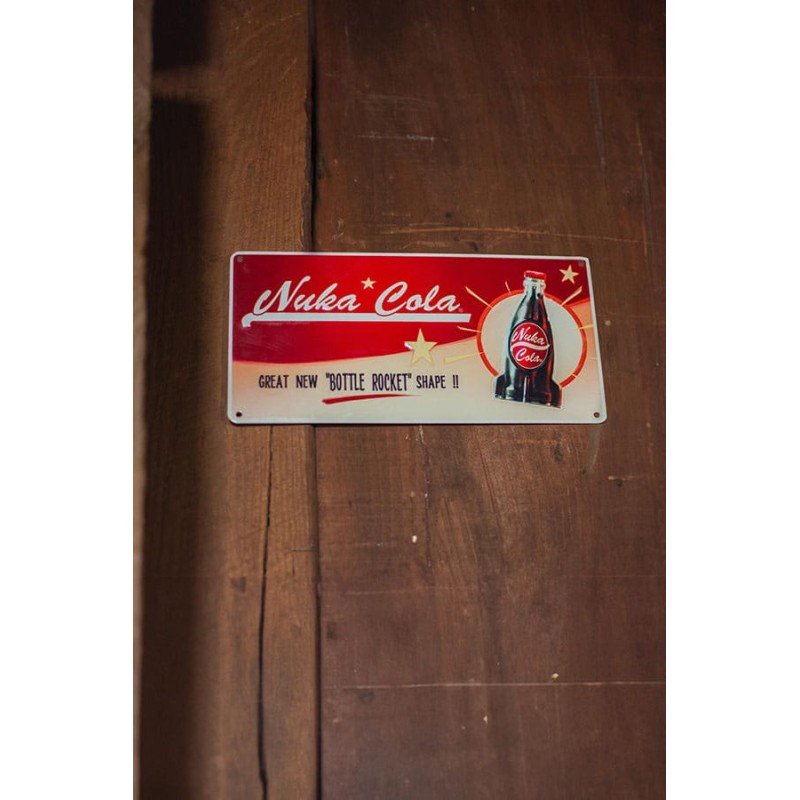 Nuka Cola
GREAT NEW "BOTTLE ROCKET" SHAPE !!
Nuka
Cola